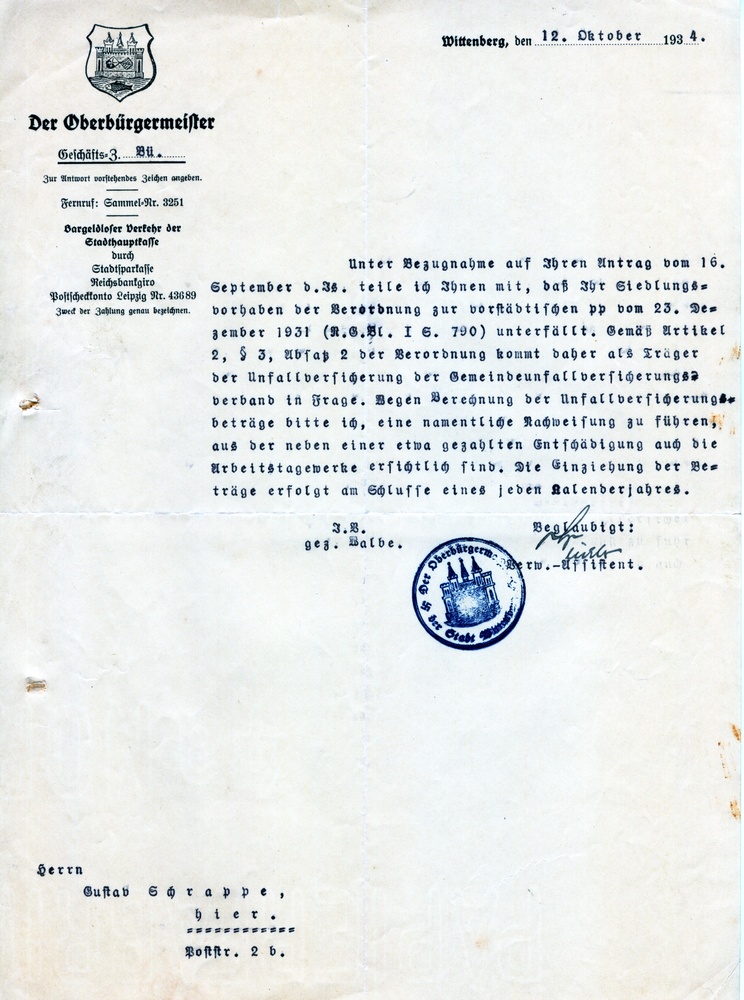 Der Oberbürgermeister
Geschäfts-Z. Bü.
Zur Antwort vorstehendes Zeichen angeben.
Fernruf: Sammel-Nr. 3251
Bargeldloser Verkehr der
Stadthauptkasse
durch
Stadtsparkasse
Reichsbankgiro
Postscheckkonto Leipzig Nr. 43689
Zweck der Zahlung genau bezeichnen.
Wittenberg, den 12. Oktober 1934.
Unter Bezugnahme auf Ihren Antrag vom 16.
September d.Js. teile ich Ihnen mit, daß Ihr Siedlungs=
vorhaben der Verordnung zur vorstädtischen pp vom 23. De=
zember 1931 (R.G.Bl. I S. 790) unterfällt. Gemäß Artikel
2, § 3, Absatz 2 der Verordnung kommt daher als Träger
der Unfallversicherung der Gemeindeunfallversicherungs=
verband in Frage. Wegen Berechnung der Unfallversicherungs=
beträge bitte ich, eine namentliche Nachweisung zu führen,
aus der neben einer etwa gezahlten Entschädigung auch die
Arbeitstagewerke ersichtlich sind. Die Einziehung der Be=
träge erfolgt am Schlusse eines jeden Kalenderjahres.
I.V.
gez. Walbe.
Beglaubigt:
Verw.-Assistent.
Der Oberbürgerm
der Stadt
Herrn
Gustav Schrappe,
hier.
===========
Poststr. 2 b.